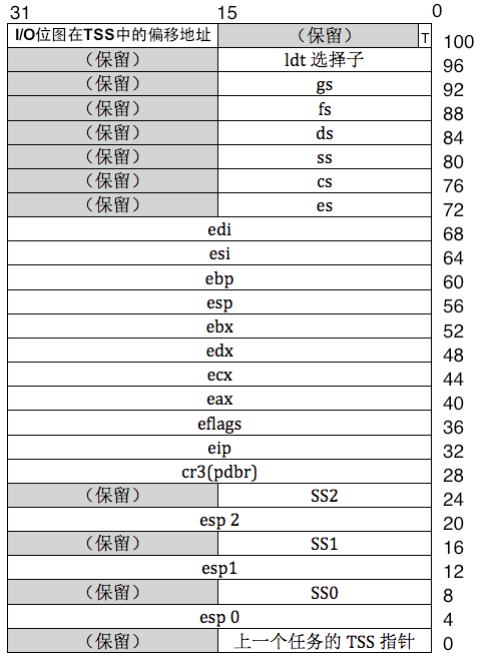 31 15 0
I/O位图在TSS中的偏移地址 （保留） T 100
（保留） ldt 选择子 96
（保留） gs 92
（保留） fs 88
（保留） ds 84
（保留） ss 80
（保留） cs 76
（保留） es 72
edi 68
esi 64
ebp 60
esp 56
ebx 52
edx 48
ecx 44
eax 40
eflags 36
eip 32
cr3(pdbr) 28
（保留） SS2 24
esp 2 20
（保留） SS1 16
esp1 12
（保留） SS0 8
esp 0 4
（保留） 上一个任务的 TSS 指针 0